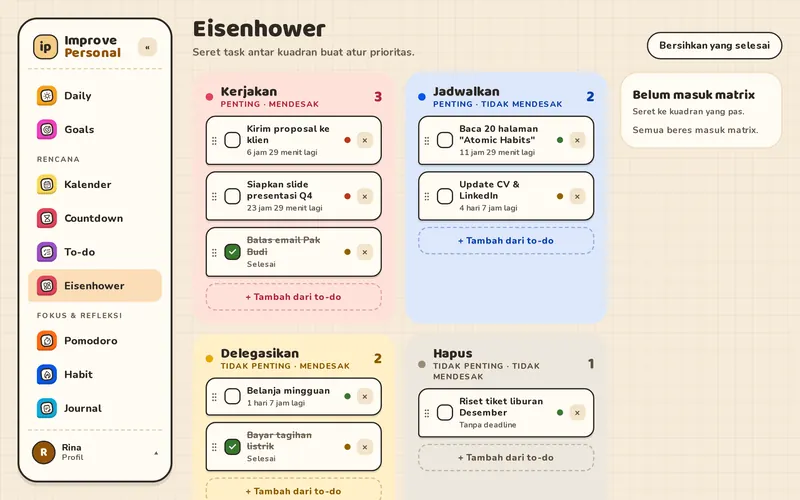 ip
Improve
Personal
«
Daily
Goals
RENCANA
Kalender
Countdown
To-do
Eisenhower
FOKUS & REFLEKSI
Pomodoro
Habit
Journal
R
Rina
Profil
Eisenhower
Seret task antar kuadran buat atur prioritas.
Bersihkan yang selesai
Kerjakan
PENTING · MENDESAK
3
Kirim proposal ke
klien
6 jam 29 menit lagi
×
Siapkan slide
presentasi Q4
23 jam 29 menit lagi
×
Balas email Pak
Budi
Selesai
×
+ Tambah dari to-do
Jadwalkan
PENTING · TIDAK MENDESAK
2
Baca 20 halaman
"Atomic Habits"
11 jam 29 menit lagi
×
Update CV &
LinkedIn
4 hari 7 jam lagi
×
+ Tambah dari to-do
Belum masuk matrix
Seret ke kuadran yang pas.
Semua beres masuk matrix.
Delegasikan
TIDAK PENTING · MENDESAK
2
Belanja mingguan
1 hari 7 jam lagi
×
Bayar tagihan
listrik
Selesai
×
+ Tambah dari to-do
Hapus
TIDAK PENTING · TIDAK
MENDESAK
1
Riset tiket liburan
Desember
Tanpa deadline
×
+ Tambah dari to-do